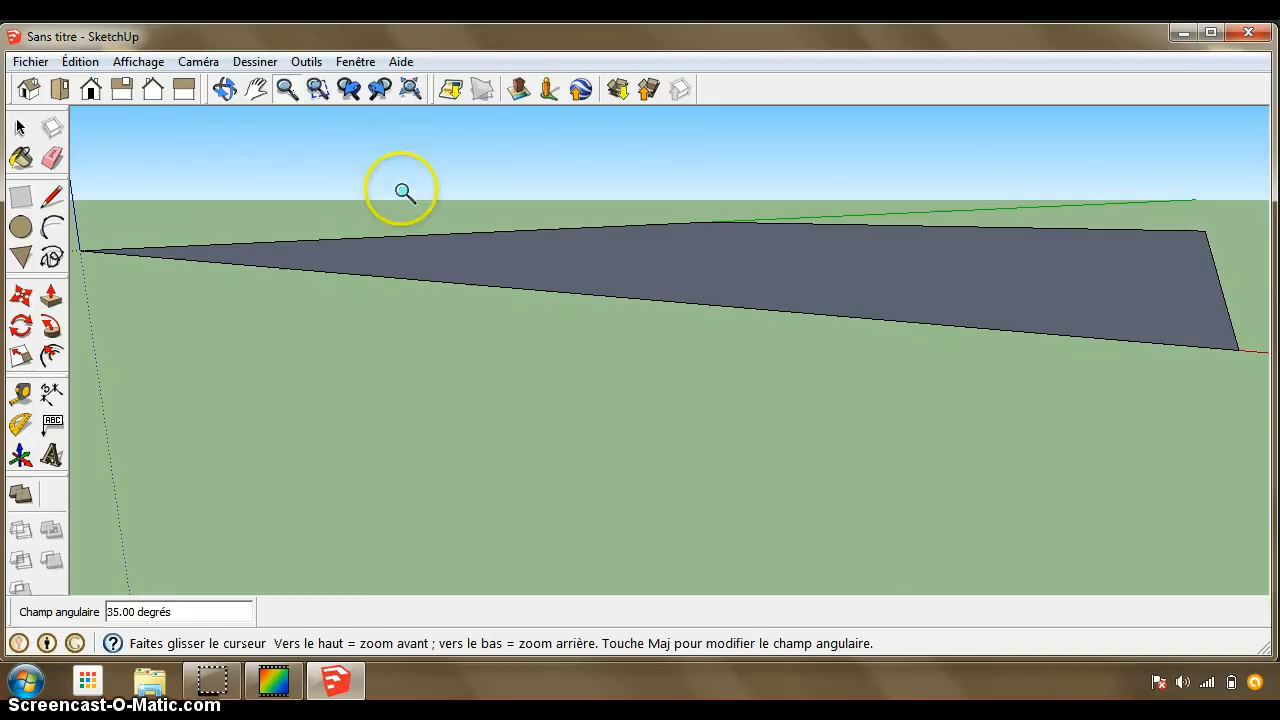 Sans titre - SketchUp
Fichier Édition Affichage Caméra Dessiner Outils Fenêtre Aide
ABC
Champ angulaire 35.00 degrés
Faites glisser le curseur Vers le haut = zoom avant ; vers le bas = zoom arrière. Touche Maj pour modifier le champ angulaire.
Screencast-O-Matic.com